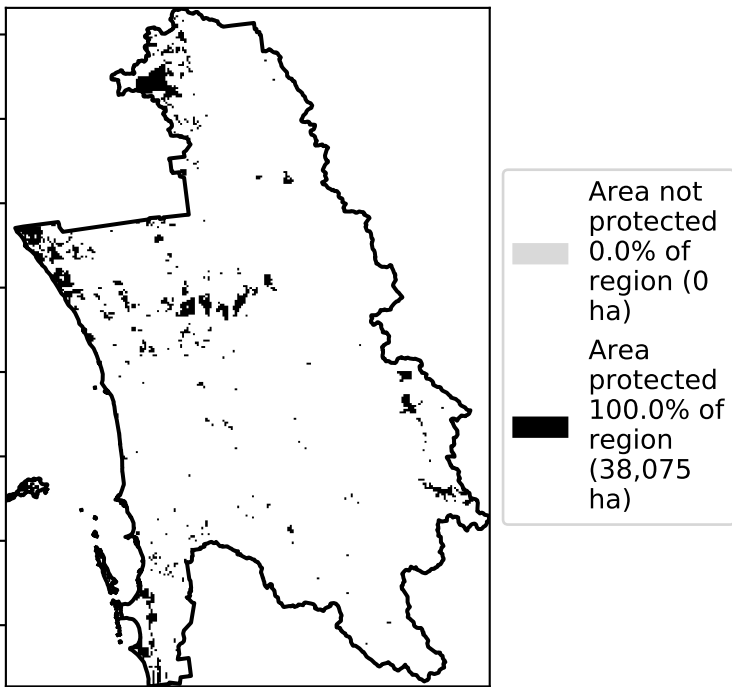 Area not
protected
0.0% of
region (0
ha)
Area
protected
100.0% of
region
(38,075
ha)